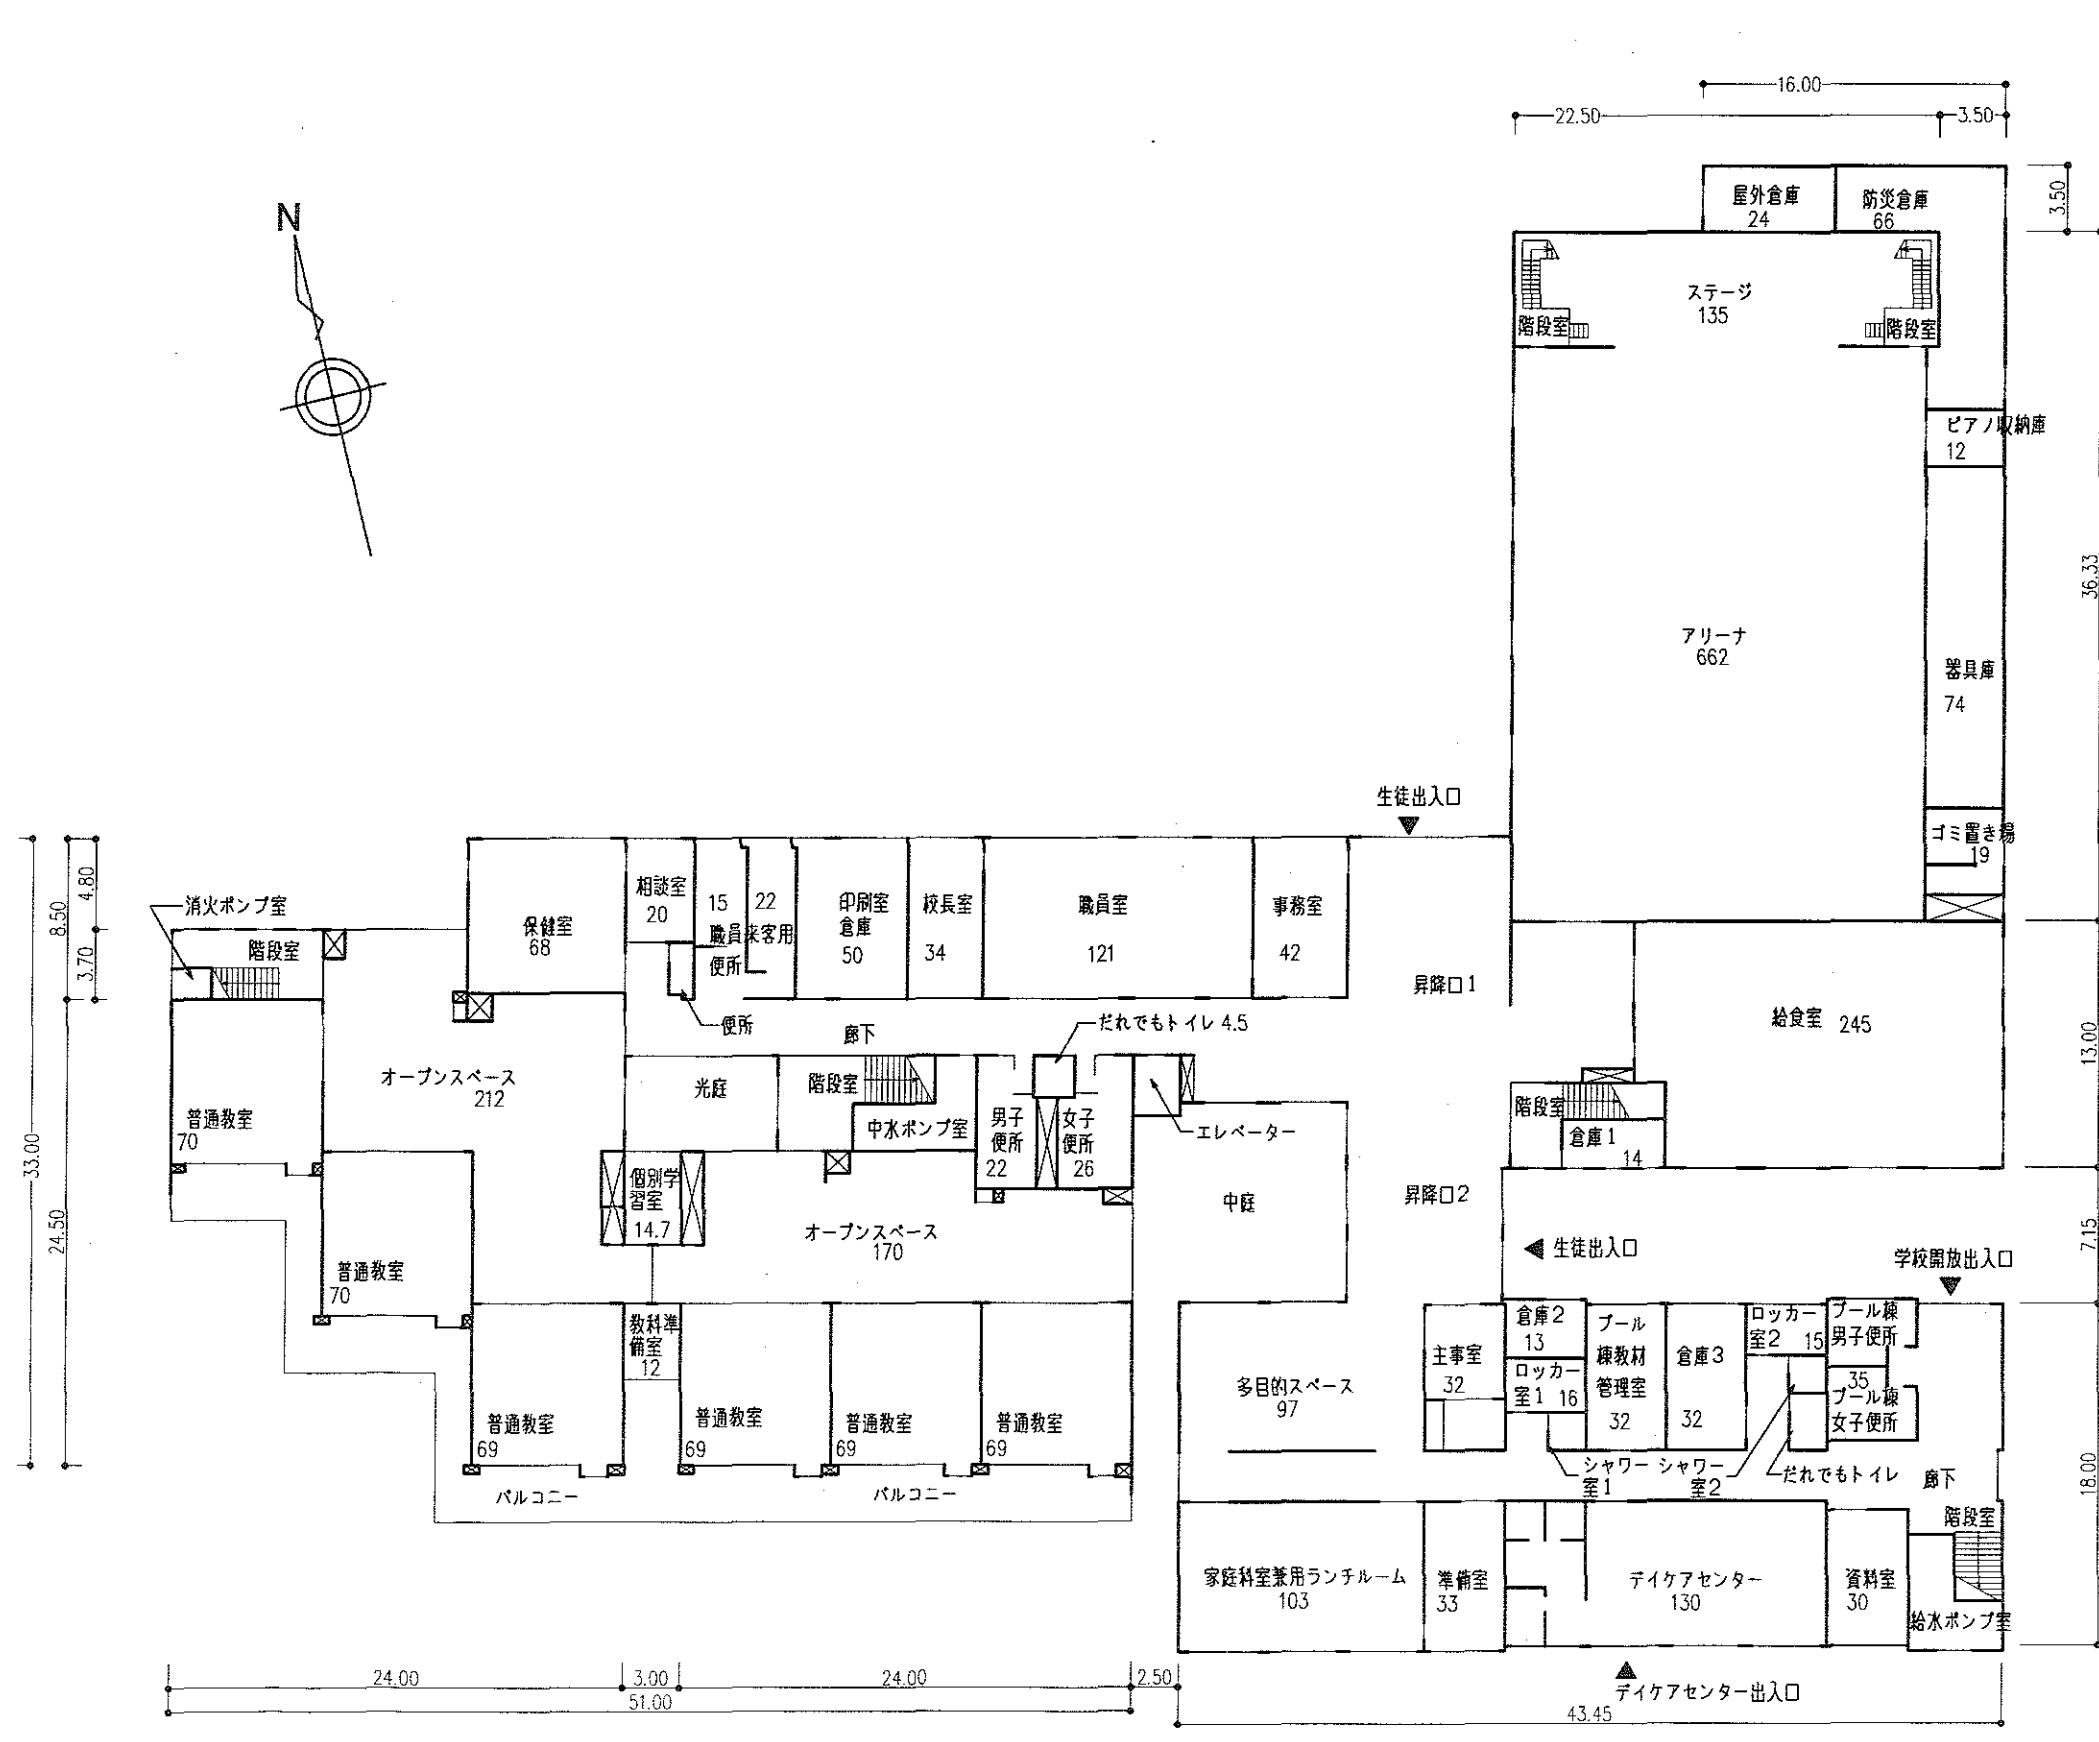 16.00
22.50
3.50
3.50
屋外倉庫
24
防災倉庫
66
N
ステージ
135
階段室
階段室
ピアノ収納庫
12
36.33
アリーナ
662
器具庫
74
生徒出入口
ゴミ置き場
19
4.80
8.50
3.70
33.00
24.50
消火ポンプ室
階段室
保健室
68
相談室
20
15
22
職員来客用
便所
印刷室
倉庫
50
校長室
34
職員室
121
事務室
42
昇降口1
給食室 245
13.00
便所
廊下
だれでもトイレ 4.5
オープンスペース
212
光庭
階段室
中水ポンプ室
男子
便所
22
女子
便所
26
エレベーター
階段室
倉庫1
14
普通教室
70
個別学
習室
14.7
オープンスペース
170
中庭
昇降口2
生徒出入口
学校開放出入口
7.15
普通教室
70
教科準
備室
12
普通教室
69
普通教室
69
普通教室
69
普通教室
69
バルコニー
バルコニー
多目的スペース
97
主事室
32
倉庫2
13
ロッカー
室1 16
プール
棟教材
管理室
32
倉庫3
32
ロッカー
室2 15
プール棟
男子便所
35
プール棟
女子便所
シャワー
室1
シャワー
室2
だれでもトイレ
廊下
18.00
階段室
家庭科室兼用ランチルーム
103
準備室
33
デイケアセンター
130
資料室
30
給水ポンプ室
24.00
3.00
24.00
2.50
51.00
デイケアセンター出入口
43.45